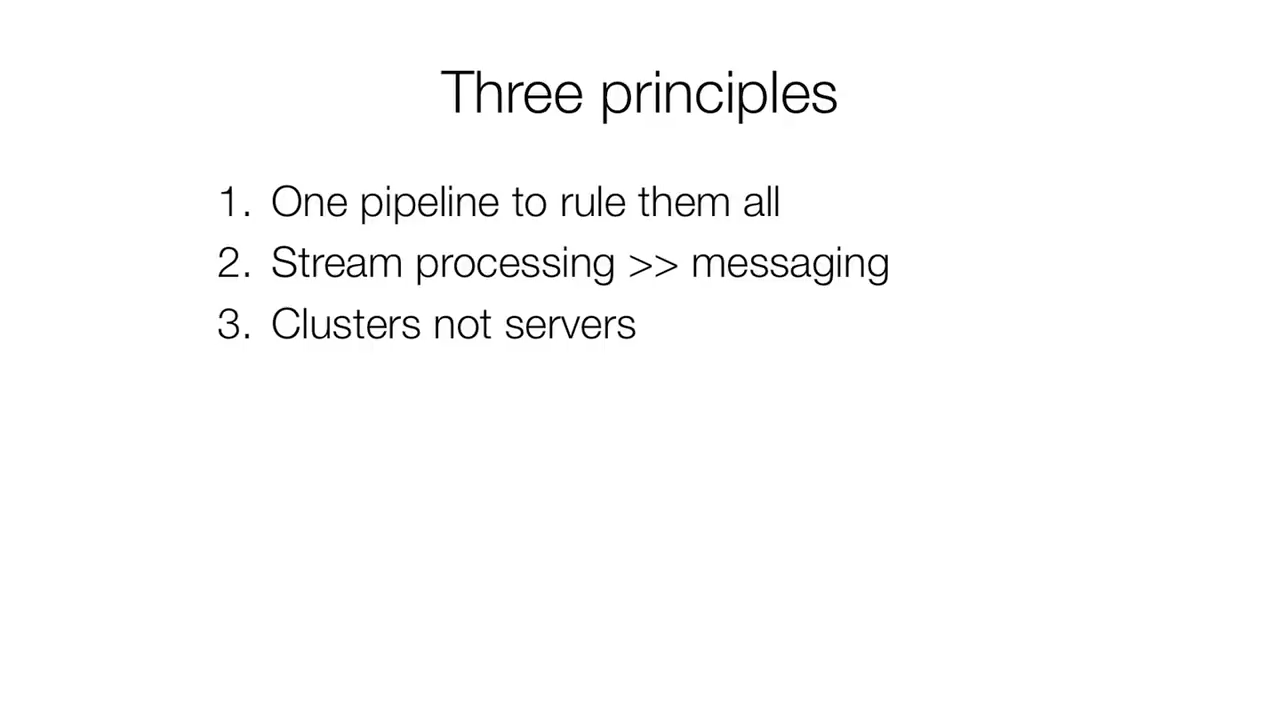 Three principles
1. One pipeline to rule them all
2. Stream processing >> messaging
3. Clusters not servers